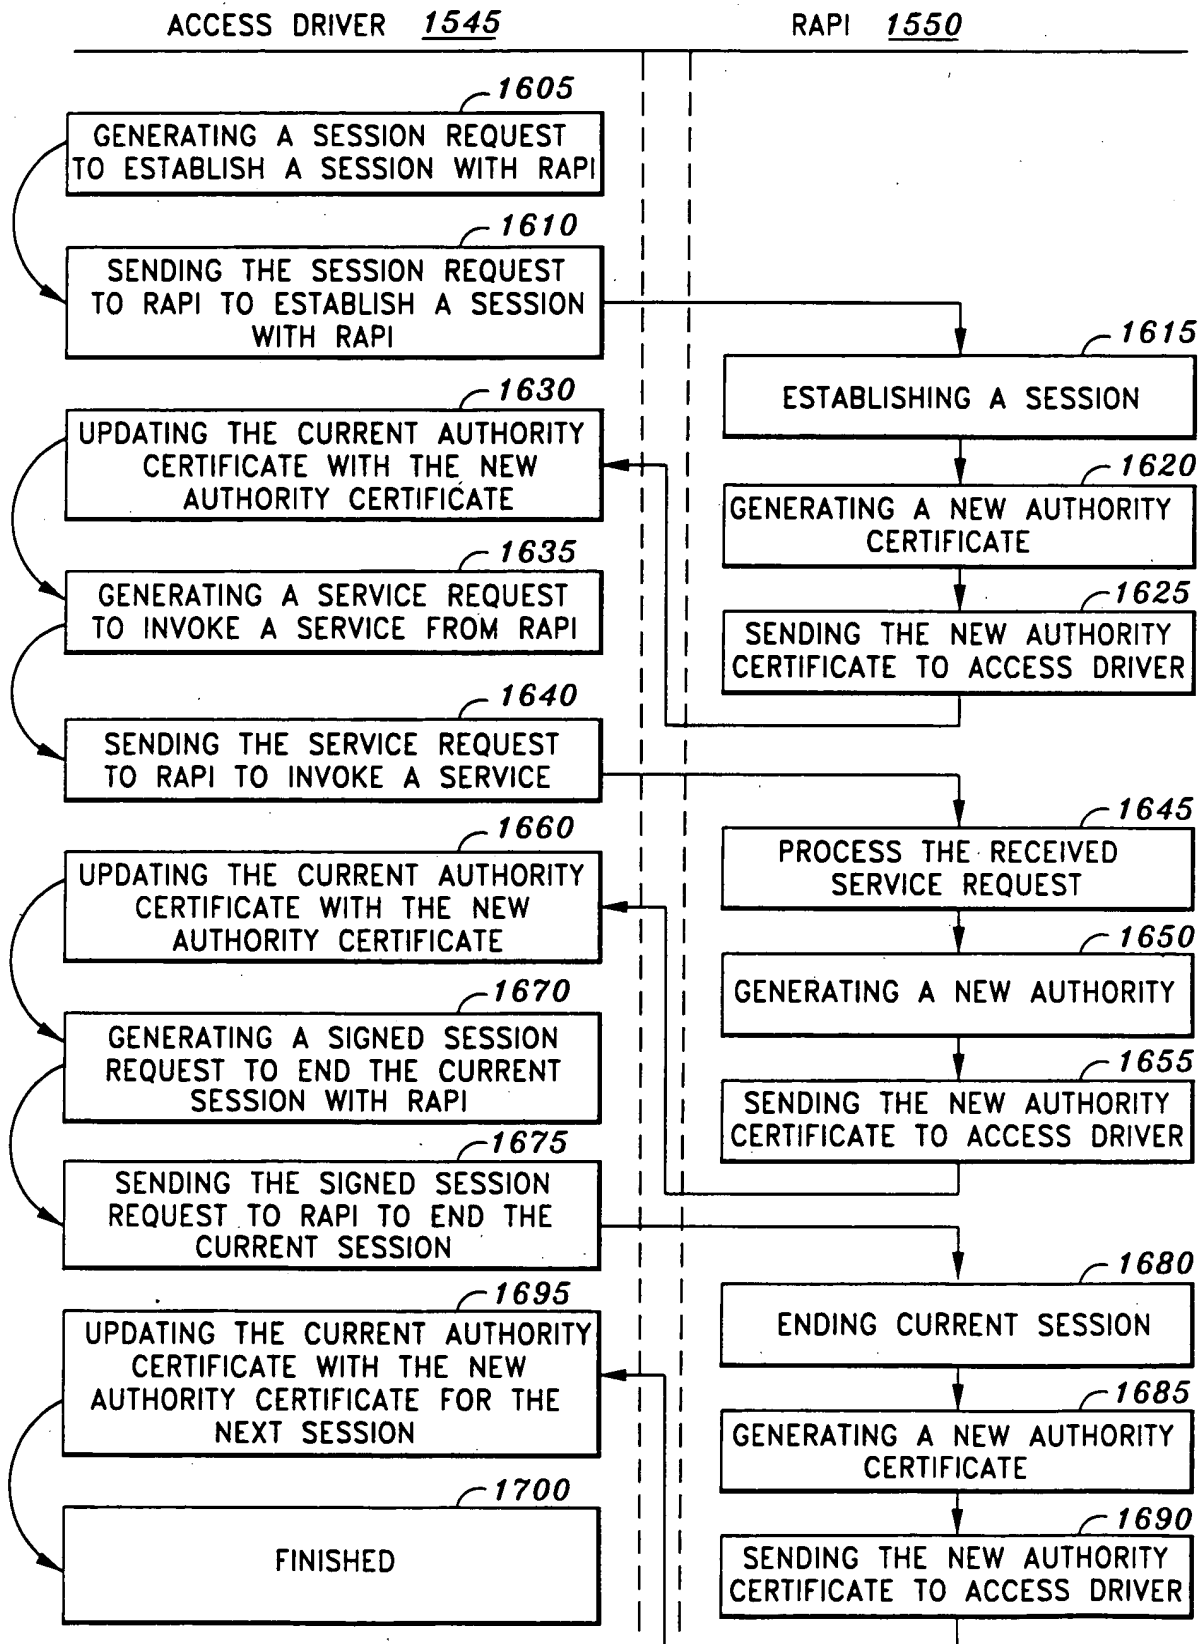 ACCESS DRIVER 1545
RAPI 1550
1605
GENERATING A SESSION REQUEST
TO ESTABLISH A SESSION WITH RAPI
1610
SENDING THE SESSION REQUEST
TO RAPI TO ESTABLISH A SESSION
WITH RAPI
1615
ESTABLISHING A SESSION
1620
GENERATING A NEW AUTHORITY
CERTIFICATE
1625
SENDING THE NEW AUTHORITY
CERTIFICATE TO ACCESS DRIVER
1630
UPDATING THE CURRENT AUTHORITY
CERTIFICATE WITH THE NEW
AUTHORITY CERTIFICATE
1635
GENERATING A SERVICE REQUEST
TO INVOKE A SERVICE FROM RAPI
1640
SENDING THE SERVICE REQUEST
TO RAPI TO INVOKE A SERVICE
1645
PROCESS THE RECEIVED
SERVICE REQUEST
1650
GENERATING A NEW AUTHORITY
1655
SENDING THE NEW AUTHORITY
CERTIFICATE TO ACCESS DRIVER
1660
UPDATING THE CURRENT AUTHORITY
CERTIFICATE WITH THE NEW
AUTHORITY CERTIFICATE
1670
GENERATING A SIGNED SESSION
REQUEST TO END THE CURRENT
SESSION WITH RAPI
1675
SENDING THE SIGNED SESSION
REQUEST TO RAPI TO END THE
CURRENT SESSION
1680
ENDING CURRENT SESSION
1685
GENERATING A NEW AUTHORITY
CERTIFICATE
1690
SENDING THE NEW AUTHORITY
CERTIFICATE TO ACCESS DRIVER
1695
UPDATING THE CURRENT AUTHORITY
CERTIFICATE WITH THE NEW
AUTHORITY CERTIFICATE FOR THE
NEXT SESSION
1700
FINISHED